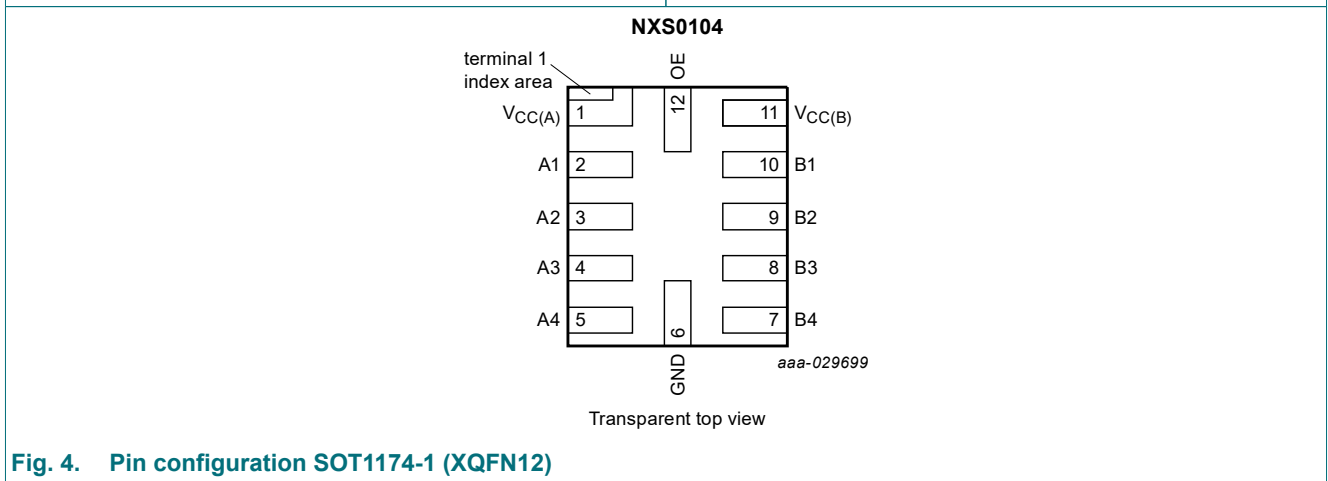 NXS0104
terminal 1
index area
OE
12
VCC(A) 1
11 VCC(B)
A1 2
10 B1
A2 3
9 B2
A3 4
8 B3
A4 5
7 B4
6
GND
aaa-029699
Transparent top view
Fig. 4. Pin configuration SOT1174-1 (XQFN12)